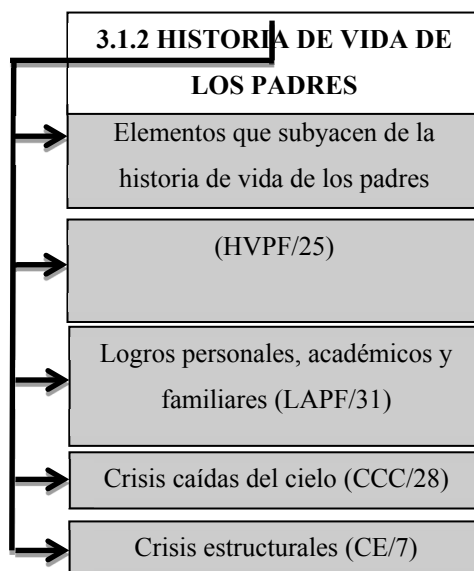 3.1.2 HISTORIA DE VIDA DE
LOS PADRES
Elementos que subyacen de la
historia de vida de los padres
(HVPF/25)
Logros personales, académicos y
familiares (LAPF/31)
Crisis caídas del cielo (CCC/28)
Crisis estructurales (CE/7)